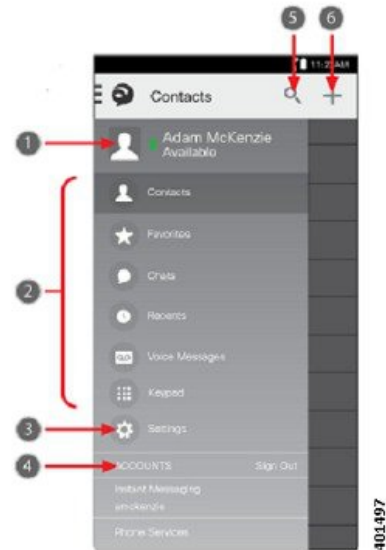 5
6
11:23 AM
Contacts
1
Adam McKenzie
Available
Contacts
Favorites
Chats
2
Recents
Voice Messages
Keypad
3
Settings
4
ACCOUNTS
Sign Out
Instant Messaging
amckenzie
Phone Services
401497